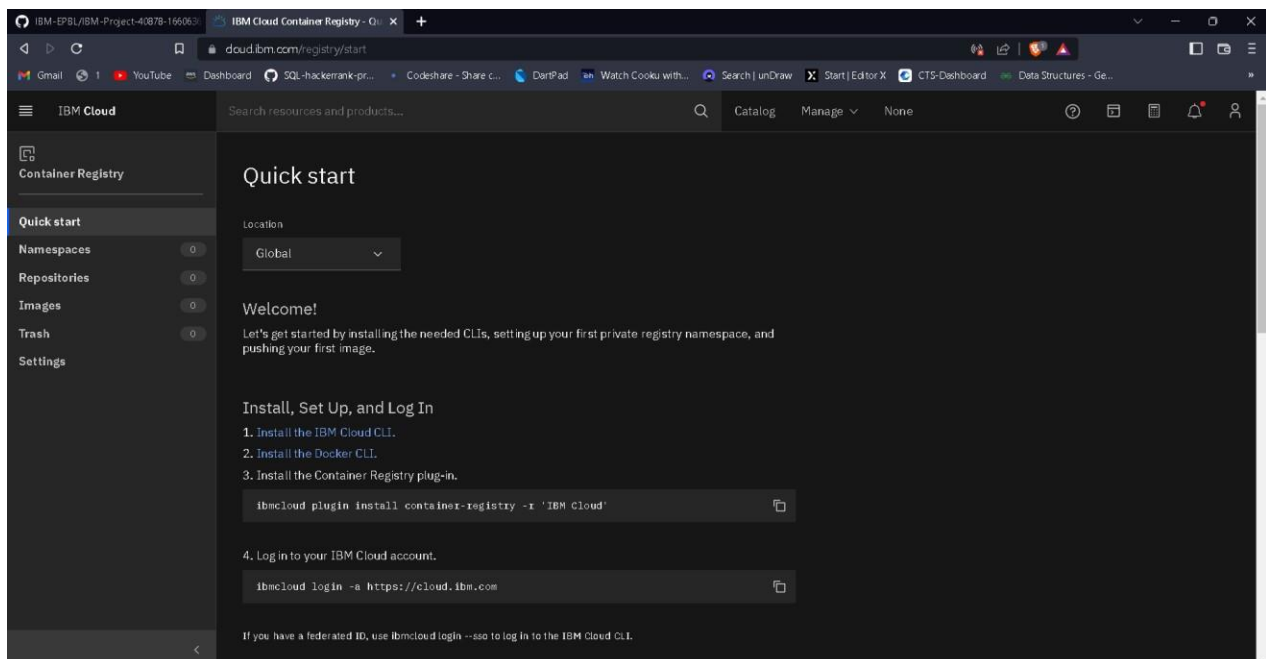 IBM-EPBL/IBM-Project-40878-1660636
IBM Cloud Container Registry - Qu
cloud.ibm.com/registry/start
Gmail
1
YouTube
Dashboard
SQL-hackerrank-pr...
Codeshare - Share c...
DartPad
Watch Cooku with...
Search | unDraw
Start | Editor X
CTS-Dashboard
Data Structures - Ge...
»
IBM Cloud
Search resources and products...
Catalog
Manage
None
Container Registry
Quick start
Namespaces 0
Repositories 0
Images 0
Trash 0
Settings
Quick start
Location
Global
Welcome!
Let's get started by installing the needed CLIs, setting up your first private registry namespace, and
pushing your first image.
Install, Set Up, and Log In
1. Install the IBM Cloud CLI.
2. Install the Docker CLI.
3. Install the Container Registry plug-in.
ibmcloud plugin install container-registry -r 'IBM Cloud'
4. Log in to your IBM Cloud account.
ibmcloud login -a https://cloud.ibm.com
If you have a federated ID, use ibmcloud login --sso to log in to the IBM Cloud CLI.